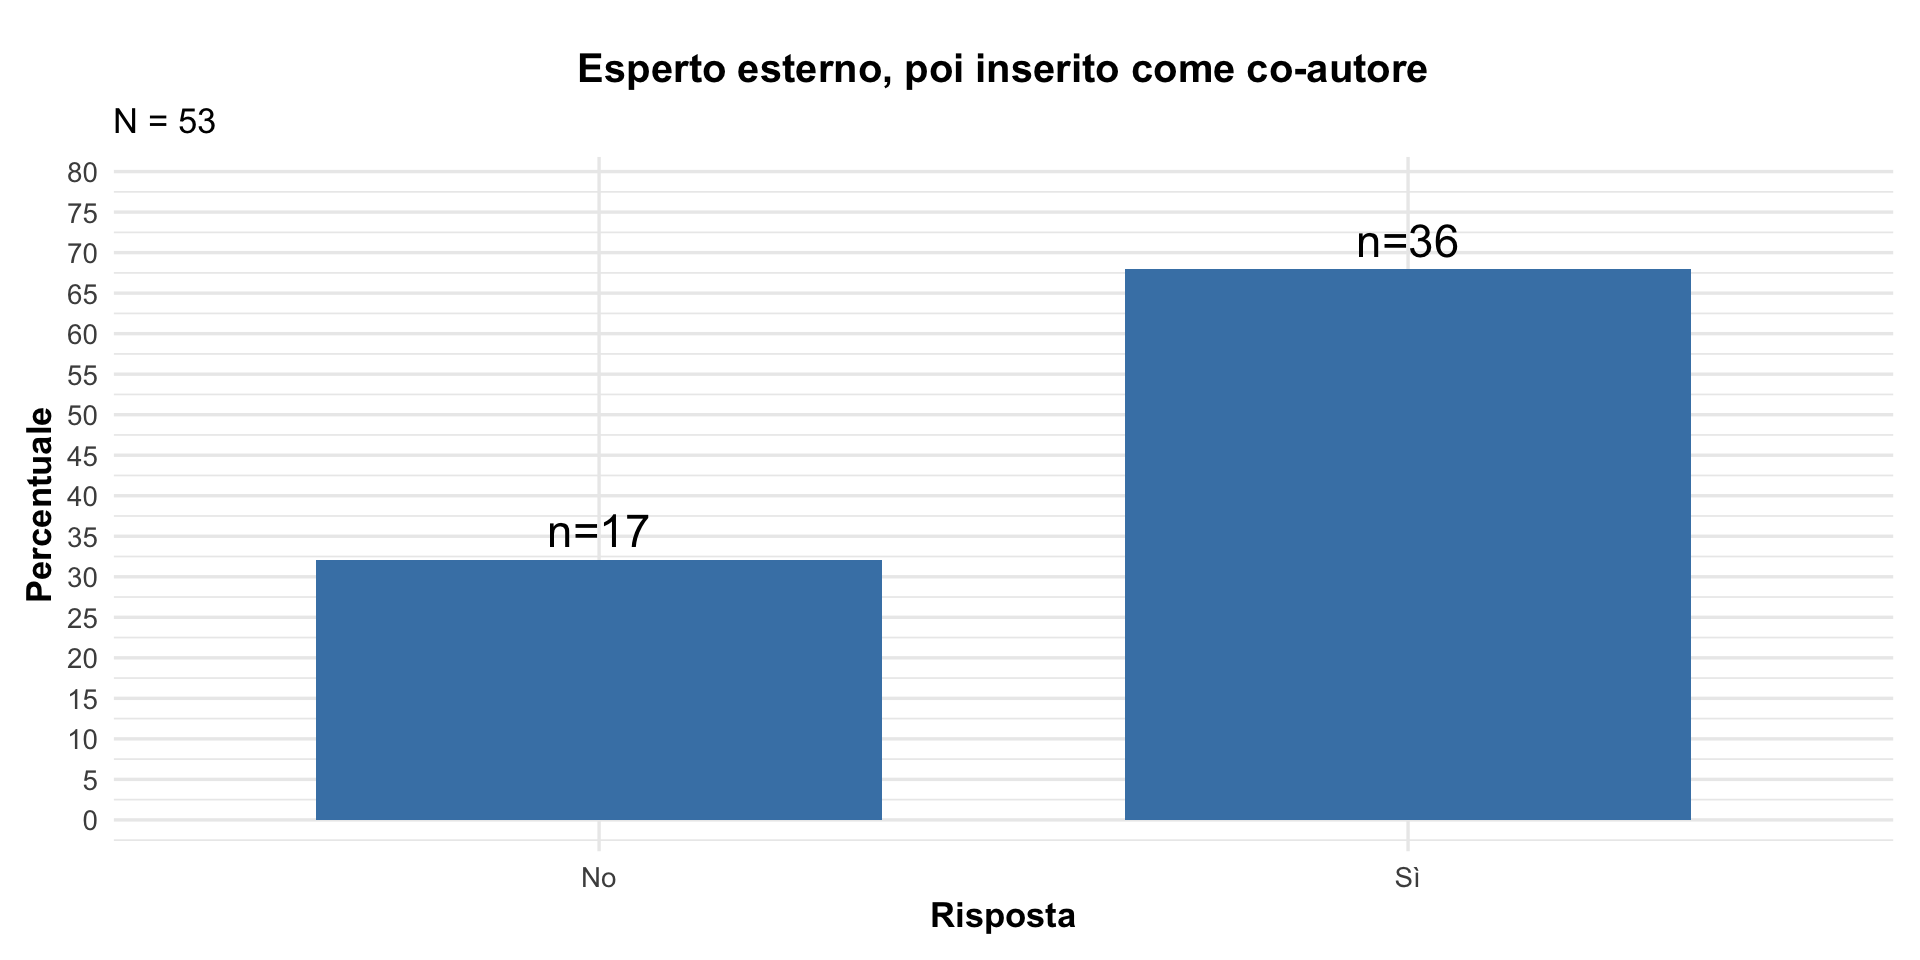 Esperto esterno, poi inserito come co-autore
N = 53
80
75
70
65
60
55
50
45
40
35
30
25
20
15
10
5
0
Percentuale
n=17
n=36
No
Sì
Risposta